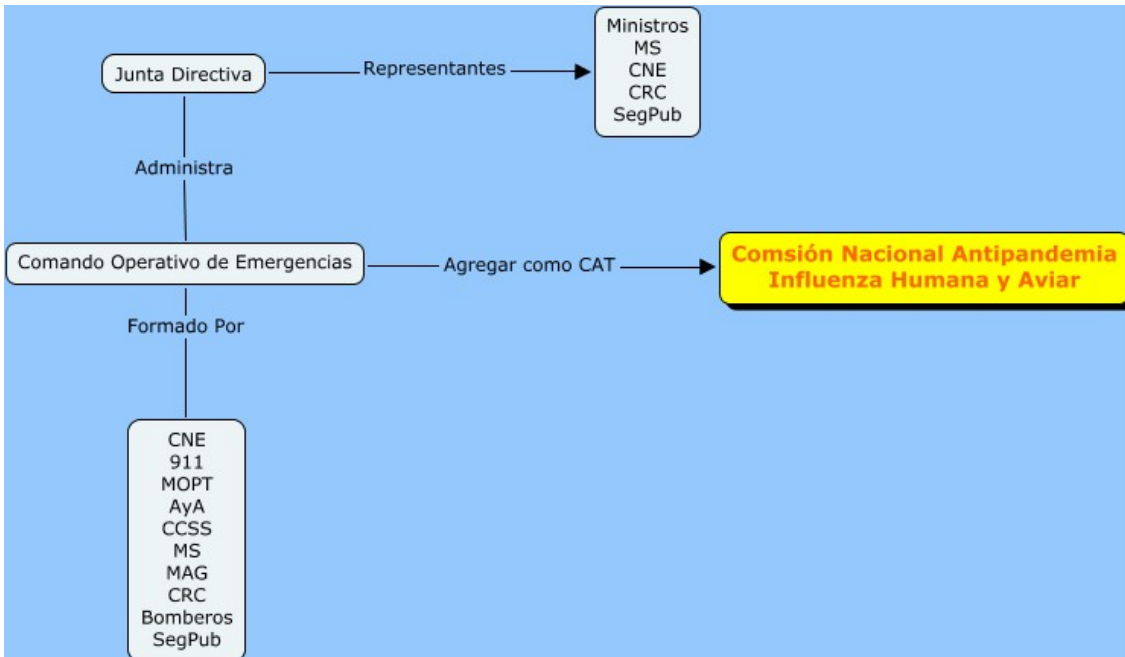 Ministros
MS
CNE
CRC
SegPub
Junta Directiva
Representantes
Administra
Comando Operativo de Emergencias
Agregar como CAT
Comsión Nacional Antipandemia
Influenza Humana y Aviar
Formado Por
CNE
911
MOPT
AyA
CCSS
MS
MAG
CRC
Bomberos
SegPub